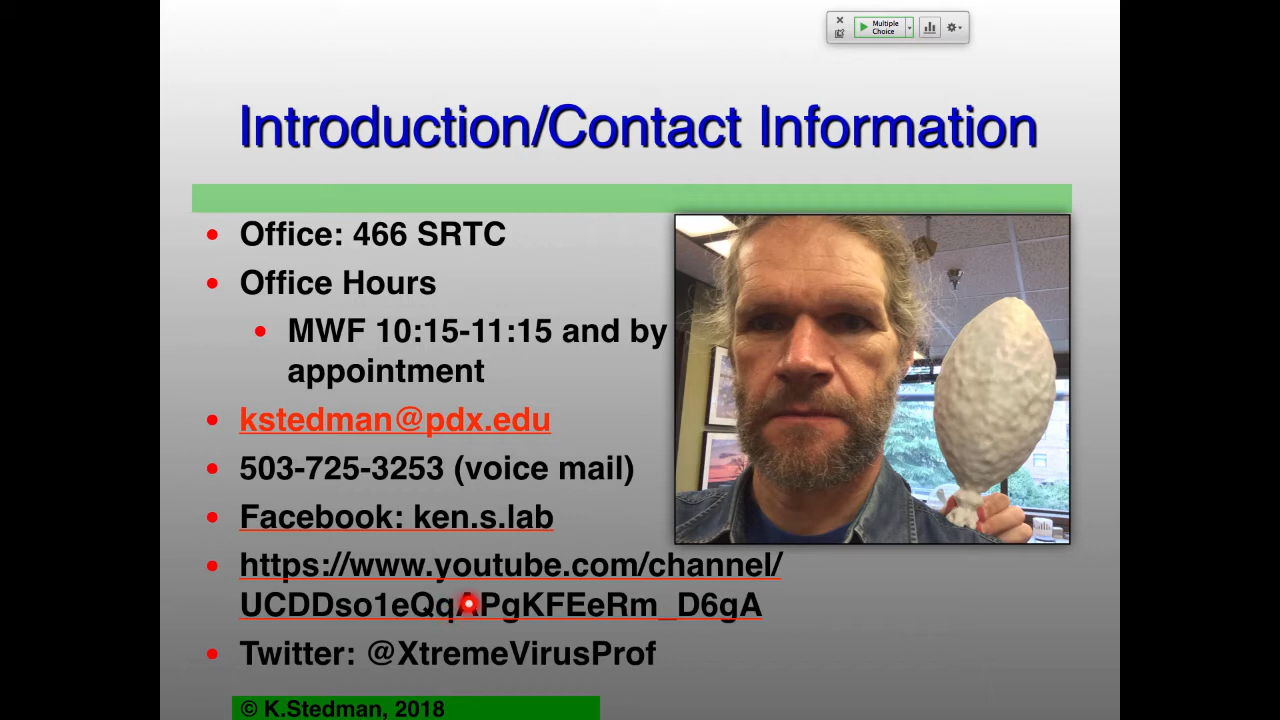 Multiple
Choice
Introduction/Contact Information
Office: 466 SRTC
Office Hours
MWF 10:15-11:15 and by
appointment
kstedman@pdx.edu
503-725-3253 (voice mail)
Facebook: ken.s.lab
https://www.youtube.com/channel/
UCDDso1eQqAPgKFEeRm_D6gA
Twitter: @XtremeVirusProf
© K.Stedman, 2018